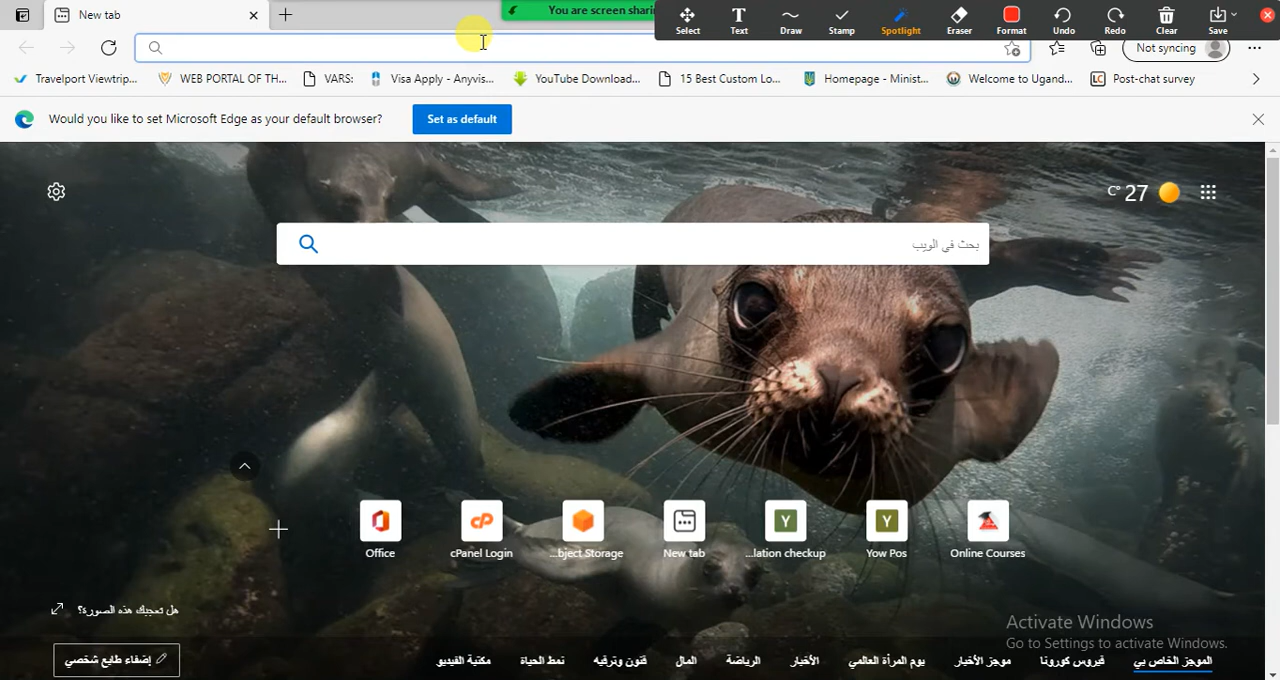 New tab
You are screen shari
Select
Text
Draw
Stamp
Spotlight
Eraser
Format
Undo
Redo
Clear
Save
Not syncing
Travelport Viewtrip...
WEB PORTAL OF TH...
VARS:
Visa Apply - Anyvis...
YouTube Download...
15 Best Custom Lo...
Homepage - Minist...
Welcome to Ugand...
LC Post-chat survey
Would you like to set Microsoft Edge as your default browser?
Set as default
C° 27
بحث في الويب
Office
cP cPanel Login
...bject Storage
New tab
Y ...lation checkup
Y Yow Pos
Online Courses
هل تعجبك هذه الصورة؟
Activate Windows
Go to Settings to activate Windows.
إضفاء طابع شخصي
الموجز الخاص بي
فيروس كورونا
موجز الأخبار
يوم المرأة العالمي
الأخبار
الرياضة
المال
فنون وترفيه
نمط الحياة
مكتبة الفيديو